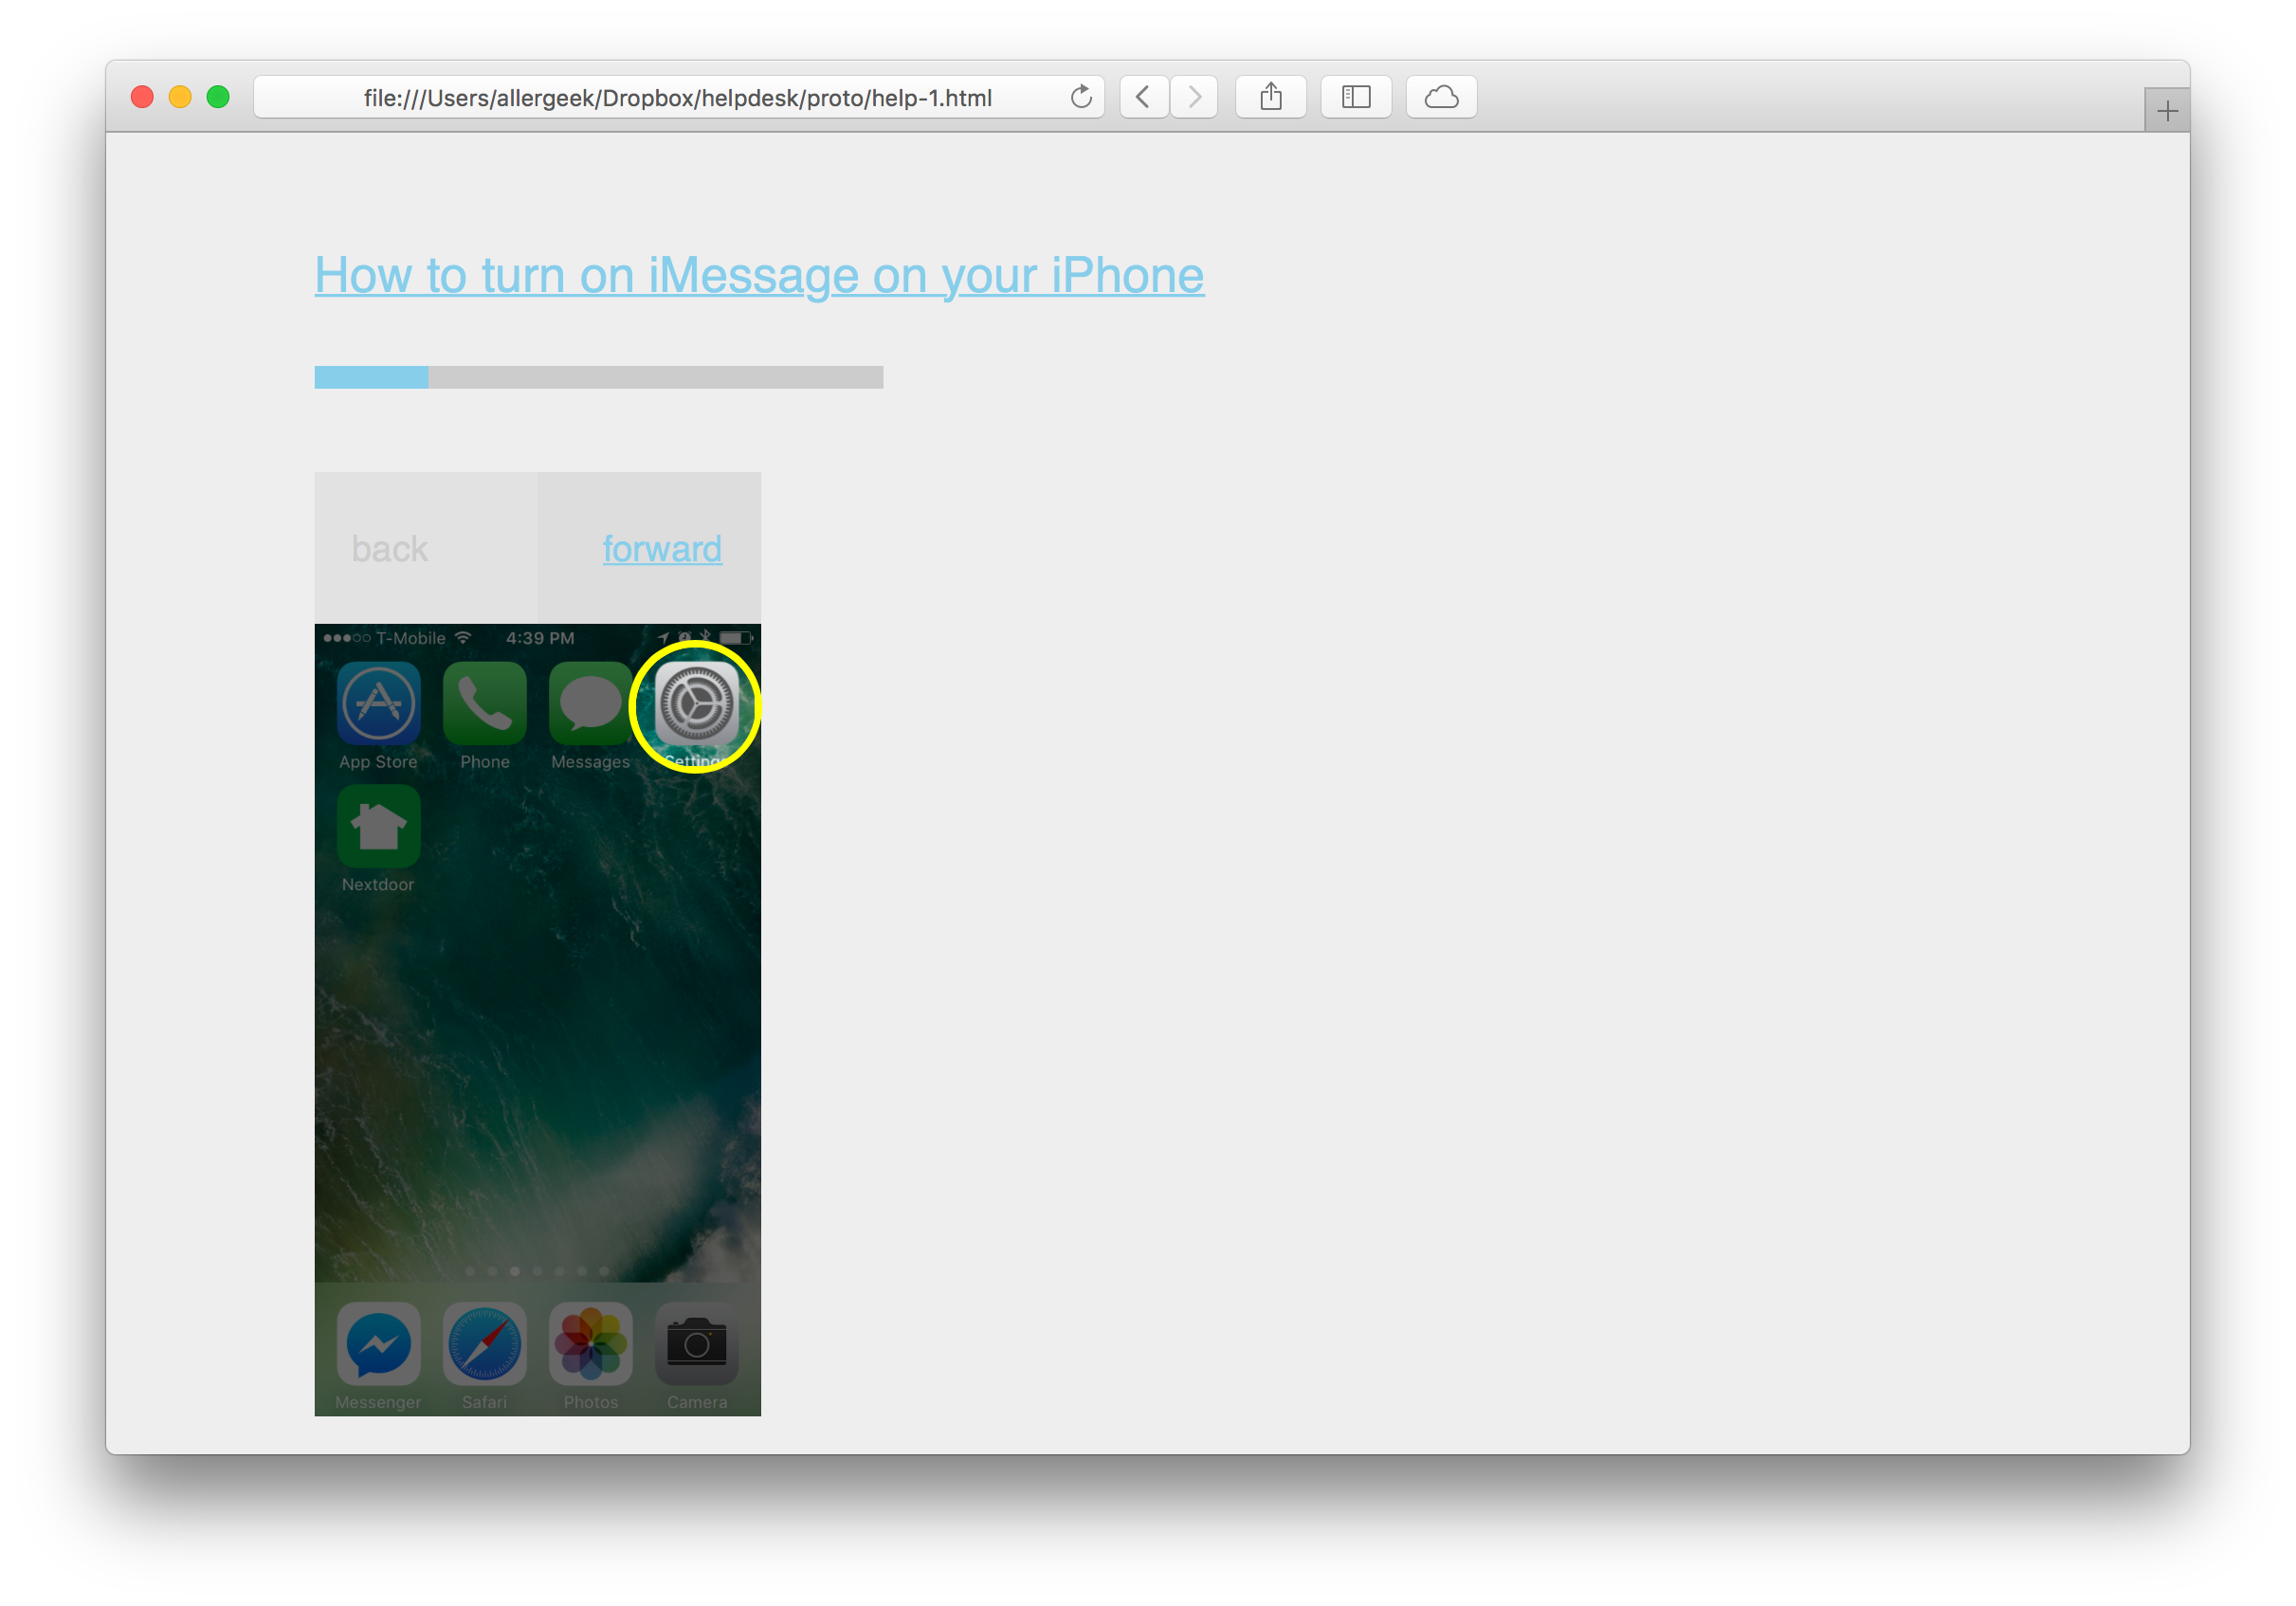 file:///Users/allergeek/Dropbox/helpdesk/proto/help-1.html
How to turn on iMessage on your iPhone
back forward
T-Mobile 4:39 PM
App Store Phone Messages Settings
Nextdoor
Messenger Safari Photos Camera